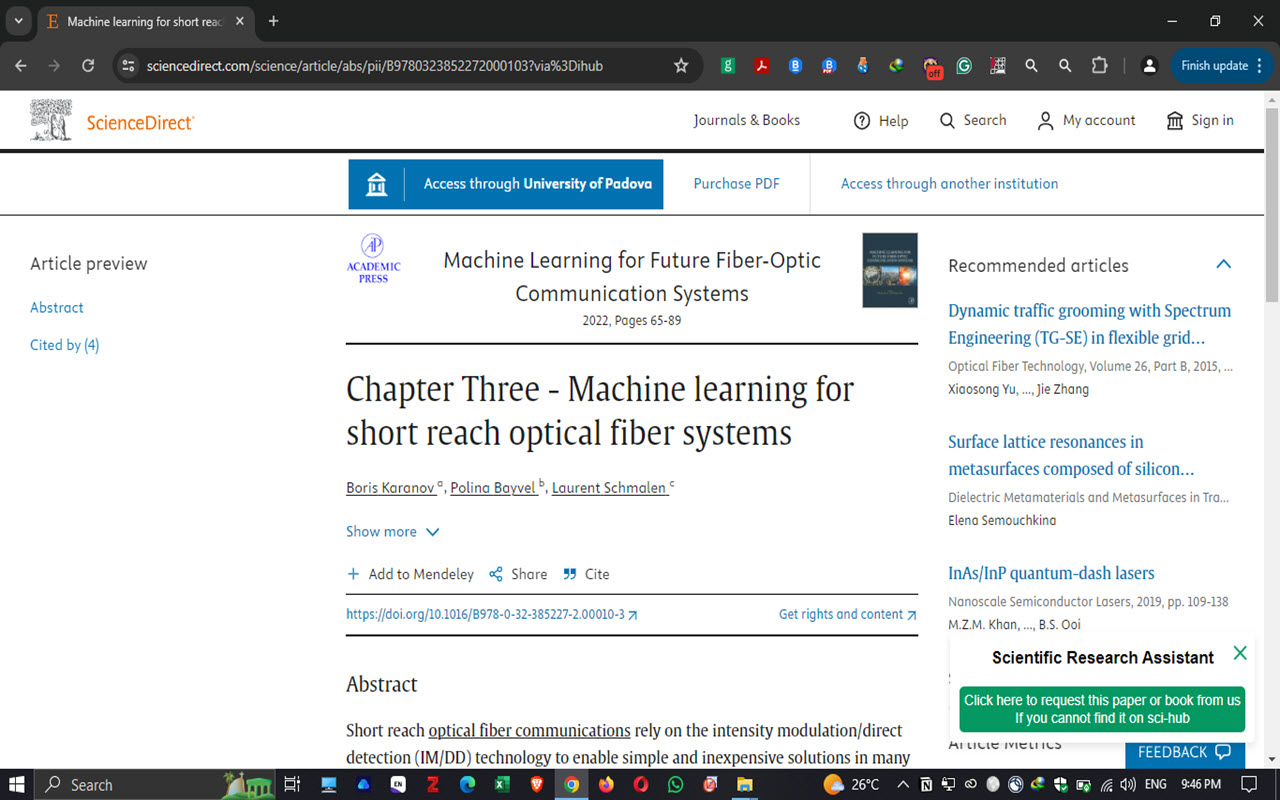 Machine learning for short reac
sciencedirect.com/science/article/abs/pii/B9780323852272000103?via%3Dihub
off
Finish update
ScienceDirect
Journals & Books
Help
Search
My account
Sign in
Access through University of Padova
Purchase PDF
Access through another institution
Article preview
Abstract
Cited by (4)
AP
ACADEMIC
PRESS
Machine Learning for Future Fiber-Optic
Communication Systems
2022, Pages 65-89
Chapter Three - Machine learning for
short reach optical fiber systems
Boris Karanov a, Polina Bayvel b, Laurent Schmalen c
Show more
Add to Mendeley
Share
Cite
https://doi.org/10.1016/B978-0-32-385227-2.00010-3
Get rights and content
Abstract
Short reach optical fiber communications rely on the intensity modulation/direct
detection (IM/DD) technology to enable simple and inexpensive solutions in many
Recommended articles
Dynamic traffic grooming with Spectrum
Engineering (TG-SE) in flexible grid...
Optical Fiber Technology, Volume 26, Part B, 2015, ...
Xiaosong Yu, ..., Jie Zhang
Surface lattice resonances in
metasurfaces composed of silicon...
Dielectric Metamaterials and Metasurfaces in Tra...
Elena Semouchkina
InAs/InP quantum-dash lasers
Nanoscale Semiconductor Lasers, 2019, pp. 109-138
M.Z.M. Khan, ..., B.S. Ooi
Scientific Research Assistant
Click here to request this paper or book from us
If you cannot find it on sci-hub
Article Metrics
FEEDBACK
Search
EN
26°C
ENG
9:46 PM